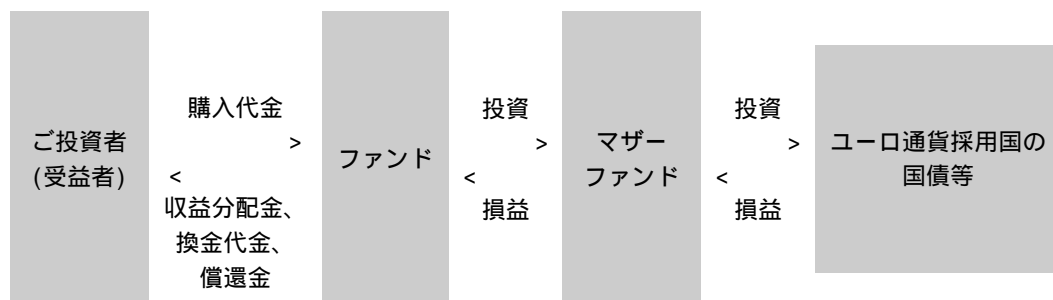 ご投資者
(受益者)
購入代金
>
<
収益分配金、
換金代金、
償還金
ファンド
投資
>
<
損益
マザー
ファンド
投資
>
<
損益
ユーロ通貨採用国の
国債等